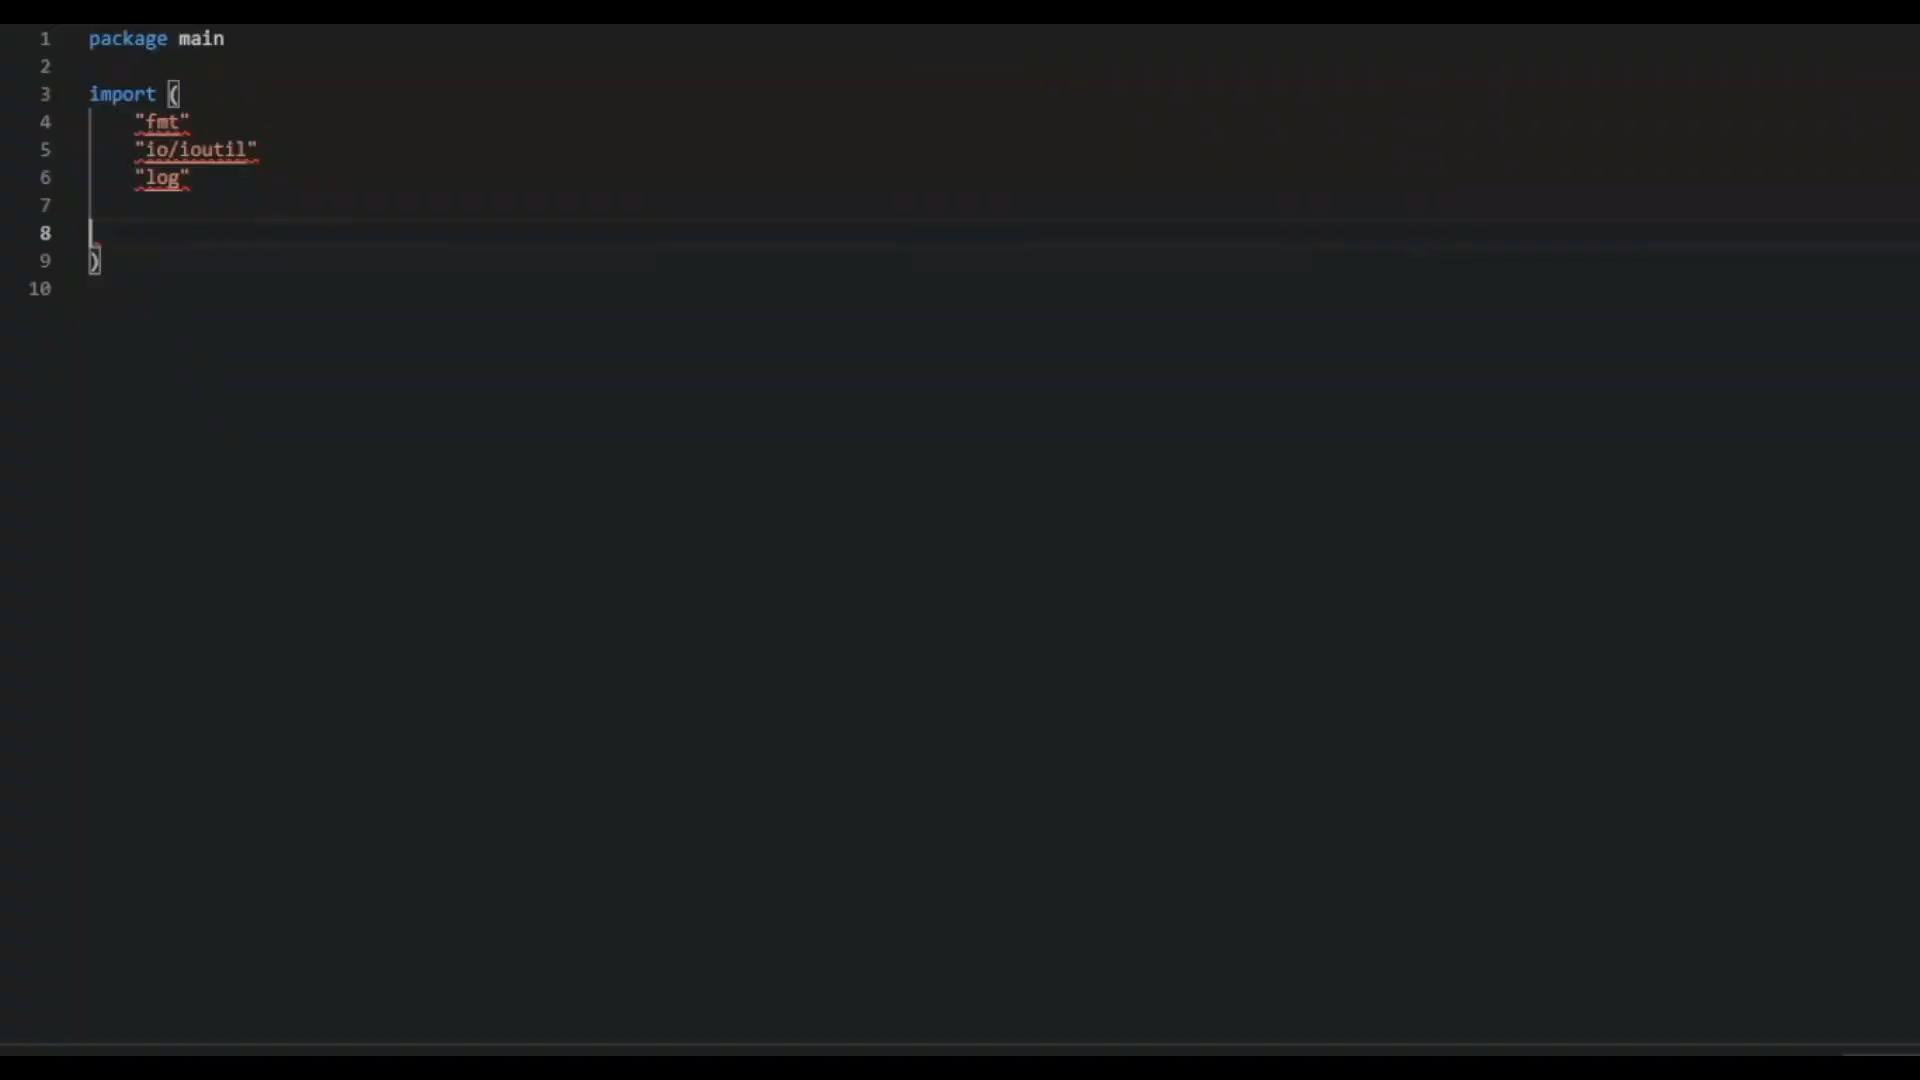 1 package main
2
3 import (
4 "fmt"
5 "io/ioutil"
6 "log"
7
8
9 )
10